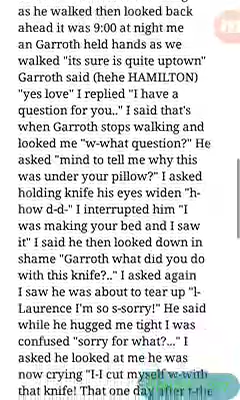 as he walked then looked back
ahead it was 9:00 at night me
an Garroth held hands as we
walked "its sure is quite uptown"
Garroth said (hehe HAMILTON)
"yes love" I replied "I have a
question for you.." I said that's
when Garroth stops walking and
looked me "w-what question?" He
asked "mind to tell me why this
was under your pillow?" I asked
holding knife his eyes widen "h-
how d-d-" I interrupted him "I
was making your bed and I saw
it" I said he then looked down in
shame "Garroth what did you do
with this knife?.." I asked again
I saw he was about to tear up "l-
Laurence I'm so s-sorry!" He said
while he hugged me tight I was
confused "sorry for what?..." I
asked he looked at me he was
now crying "I-I cut myself w-with
that knife! That one day after t-the